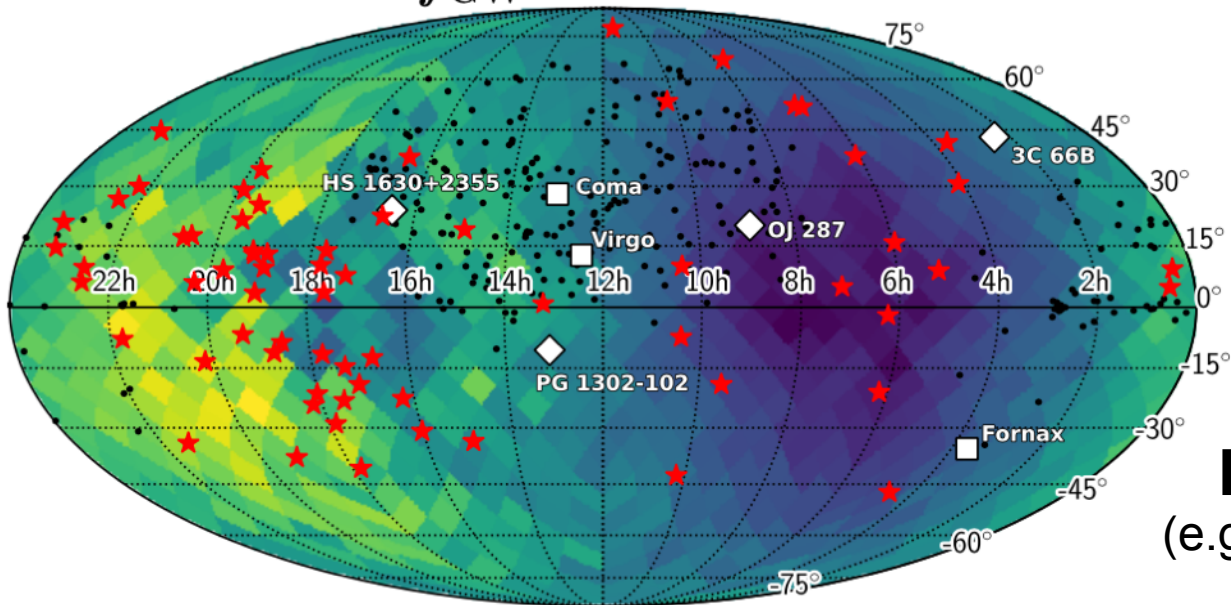 75°
60°
45°
3C 66B
30°
HS 1630+2355
Coma
OJ 287
Virgo
15°
22h 20h 18h 16h 14h 12h 10h 8h 6h 4h 2h 0°
PG 1302-102
-15°
Fornax
-30°
-45°
(e.g
-60°
-75°